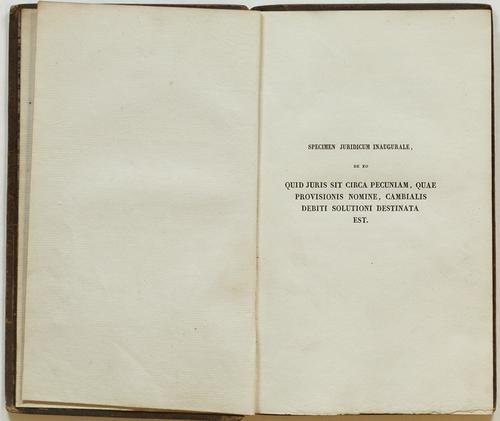 SPECIMEN JURIDICUM INAUGURALE,
DE EO
QUID JURIS SIT CIRCA PECUNIAM, QUAE
PROVISIONIS NOMINE, CAMBIALIS
DEBITI SOLUTIONI DESTINATA
EST.